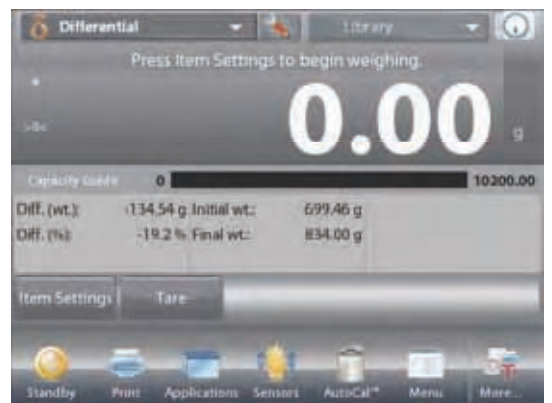 Differential Library
Press Item Settings to begin weighing.
>0<
0.00 g
Capacity Guide 0 10200.00
Diff. (wt.): -134.54 g Initial wt.: 699.46 g
Diff. (%): -19.2 % Final wt.: 834.00 g
Item Settings Tare
Standby Print Applications Sensors AutoCal™ Menu More...